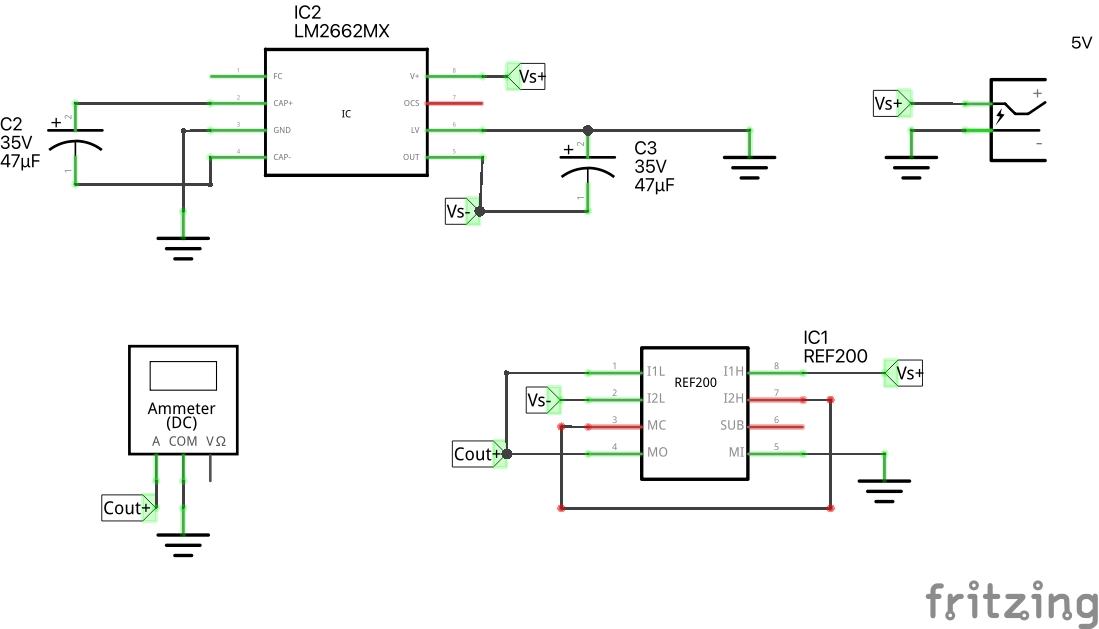 IC2
LM2662MX
5V
1
FC
V+
8
Vs+
2
CAP+
OCS
7
Vs+
+
C2
35V
47μF
+
2
3
GND
IC
LV
6
-
1
4
CAP-
OUT
5
+
2
C3
35V
47μF
1
Vs-
IC1
REF200
Ammeter
(DC)
A COM V Ω
Cout+
1
I1L
REF200
I1H
8
Vs+
Vs-
2
I2L
I2H
7
3
MC
SUB
6
Cout+
4
MO
MI
5
fritzing